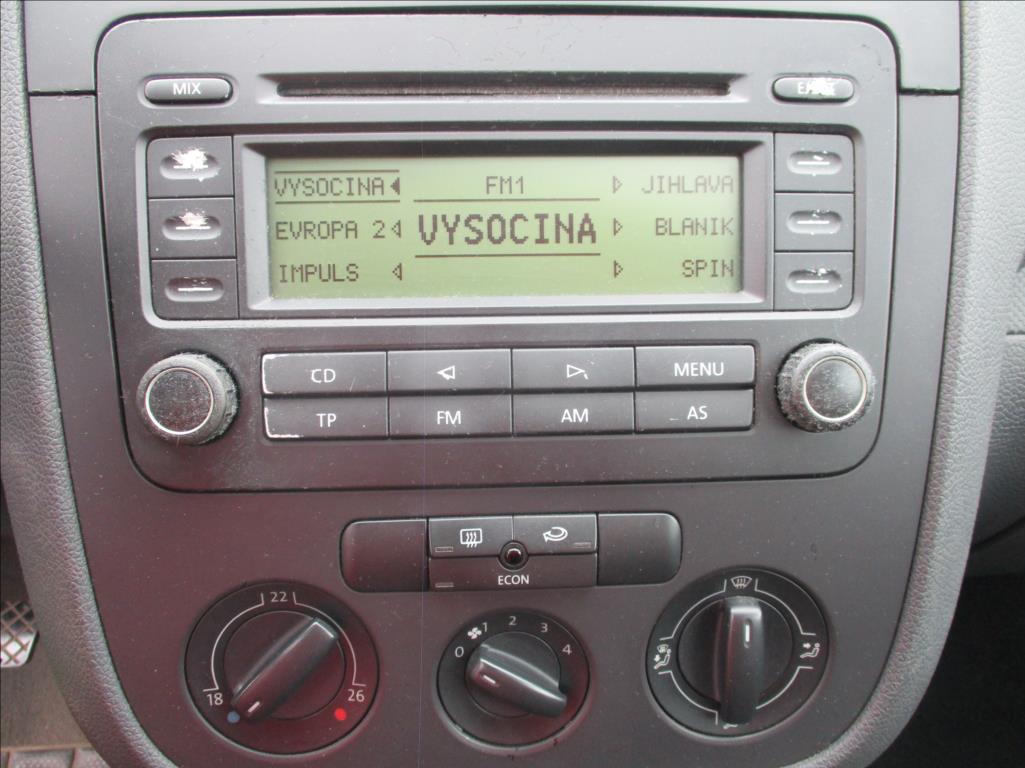 MIX
VYSOCINA FM1 JIHLAVA
EVROPA 2 VYSOCINA BLANIK
IMPULS SPIN
CD MENU
TP FM AM AS
ECON
22
18 26
0 1 2 3 4